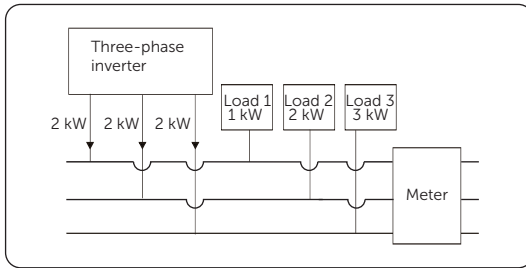 Three-phase
inverter
2 kW 2 kW 2 kW
Load 1
1 kW
Load 2
2 kW
Load 3
3 kW
Meter